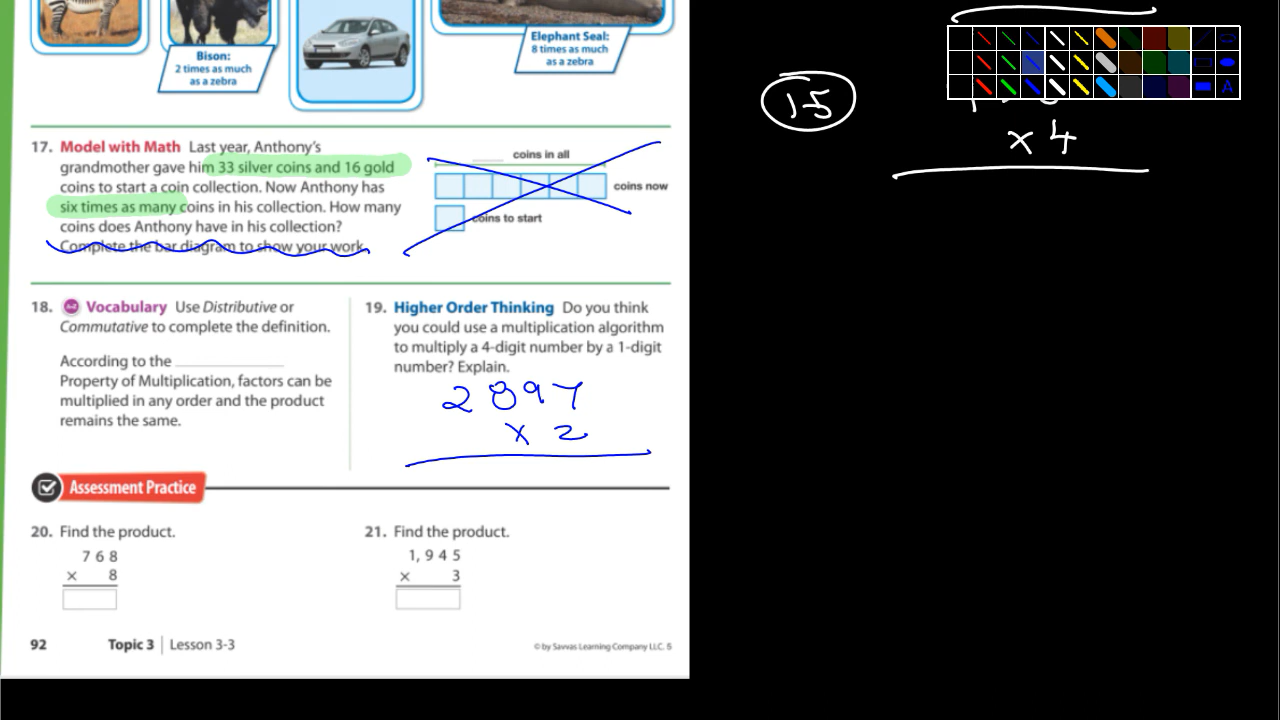 Bison:
2 times as much
as a zebra
Elephant Seal:
8 times as much
as a zebra
17. Model with Math Last year, Anthony's
grandmother gave him 33 silver coins and 16 gold
coins to start a coin collection. Now Anthony has
six times as many coins in his collection. How many
coins does Anthony have in his collection?
Complete the bar diagram to show your work.
____ coins in all
coins now
coins to start
18. A-Z Vocabulary Use Distributive or
Commutative to complete the definition.
According to the ____________
Property of Multiplication, factors can be
multiplied in any order and the product
remains the same.
19. Higher Order Thinking Do you think
you could use a multiplication algorithm
to multiply a 4-digit number by a 1-digit
number? Explain.
2897
x 2
Assessment Practice
20. Find the product.
768
× 8
21. Find the product.
1,945
× 3
92 Topic 3 | Lesson 3-3
© by Savvas Learning Company LLC. 5
15
x 4
A